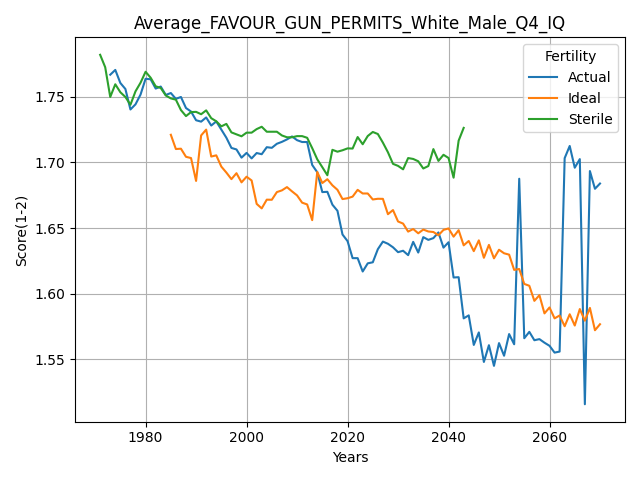 Average_FAVOUR_GUN_PERMITS_White_Male_Q4_IQ
Fertility
Actual
Ideal
Sterile
Score(1-2)
1.75
1.70
1.65
1.60
1.55
1980 2000 2020 2040 2060
Years